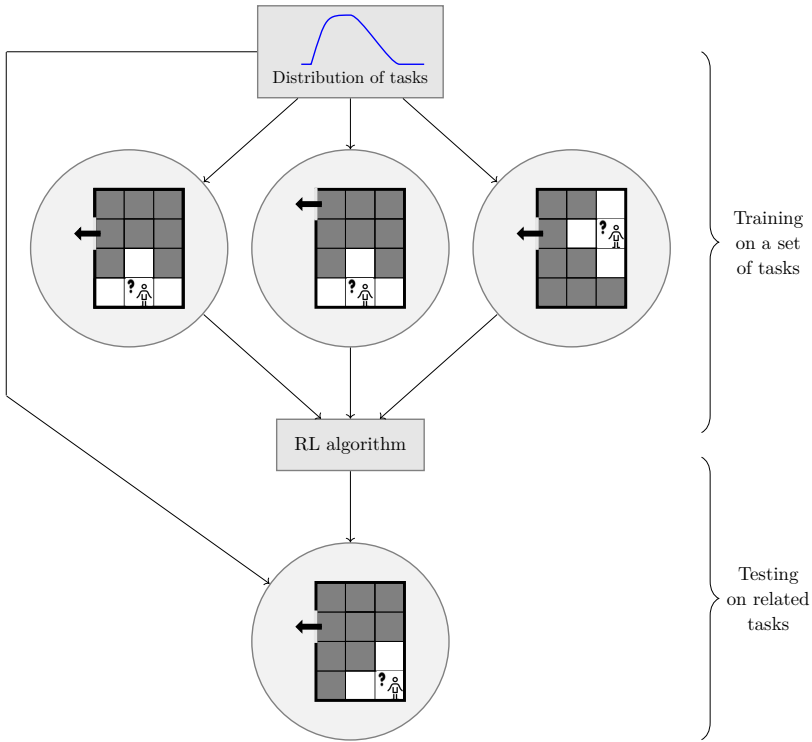 Distribution of tasks
Training
on a set
of tasks
?
?
?
RL algorithm
Testing
on related
tasks
?